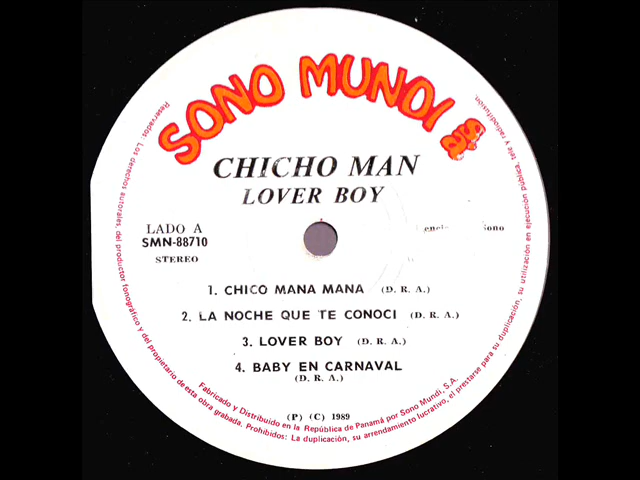 SONO MUNDI S.A.
CHICHO MAN
LOVER BOY
LADO A
SMN-88710
STEREO
1. CHICO MANA MANA (D. R. A.)
2. LA NOCHE QUE TE CONOCI (D. R. A.)
3. LOVER BOY (D. R. A.)
4. BABY EN CARNAVAL
(D. R. A.)
(P) (C) 1989
Fabricado y Distribuido en la República de Panamá por Sono Mundi, S.A.
Reservados: Los derechos autorales, del productor fonográfico y del propietario de esta obra grabada. Prohibidos: La duplicación, su arrendamiento lucrativo, el prestarse para su duplicación, su utilización en ejecución pública, tele y radiodifusión.